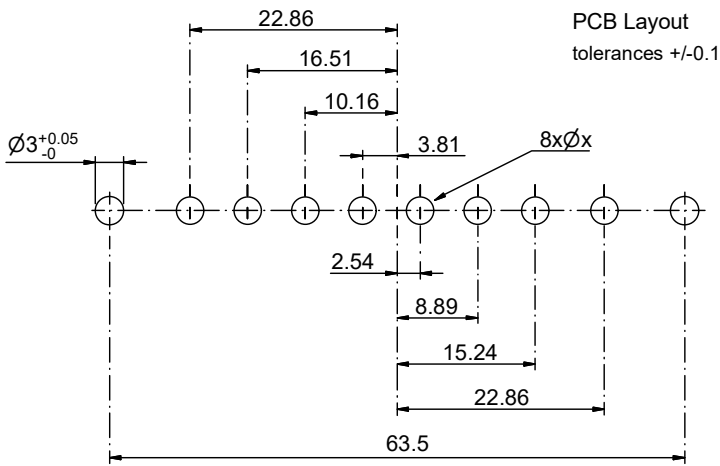 22.86
PCB Layout
tolerances +/-0.1
16.51
10.16
Ø3+0.05
-0
3.81
8xØx
2.54
8.89
15.24
22.86
63.5